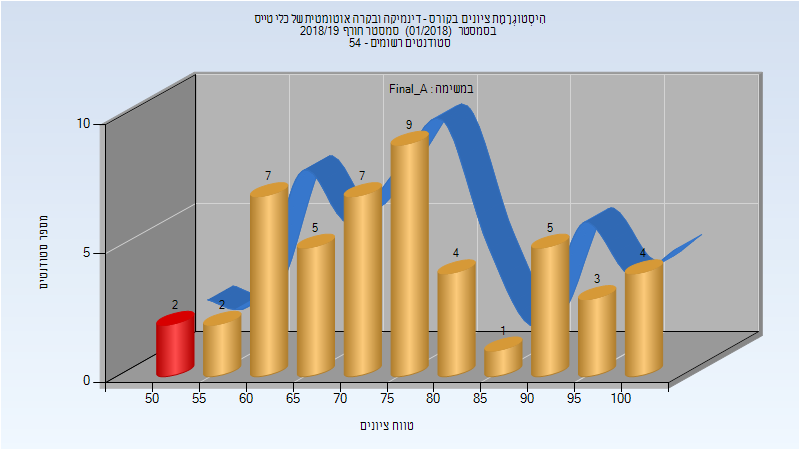 היסטוגרמת ציונים בקורס - דינמיקה ובקרה אוטומטית של כלי טייס
בסמסטר (01/2018) סמסטר חורף 2018/19
סטודנטים רשומים - 54
במשימה : Final_A
מספר סטודנטים
10
5
0
2
2
7
5
7
9
4
1
5
3
4
50 55 60 65 70 75 80 85 90 95 100
טווח ציונים